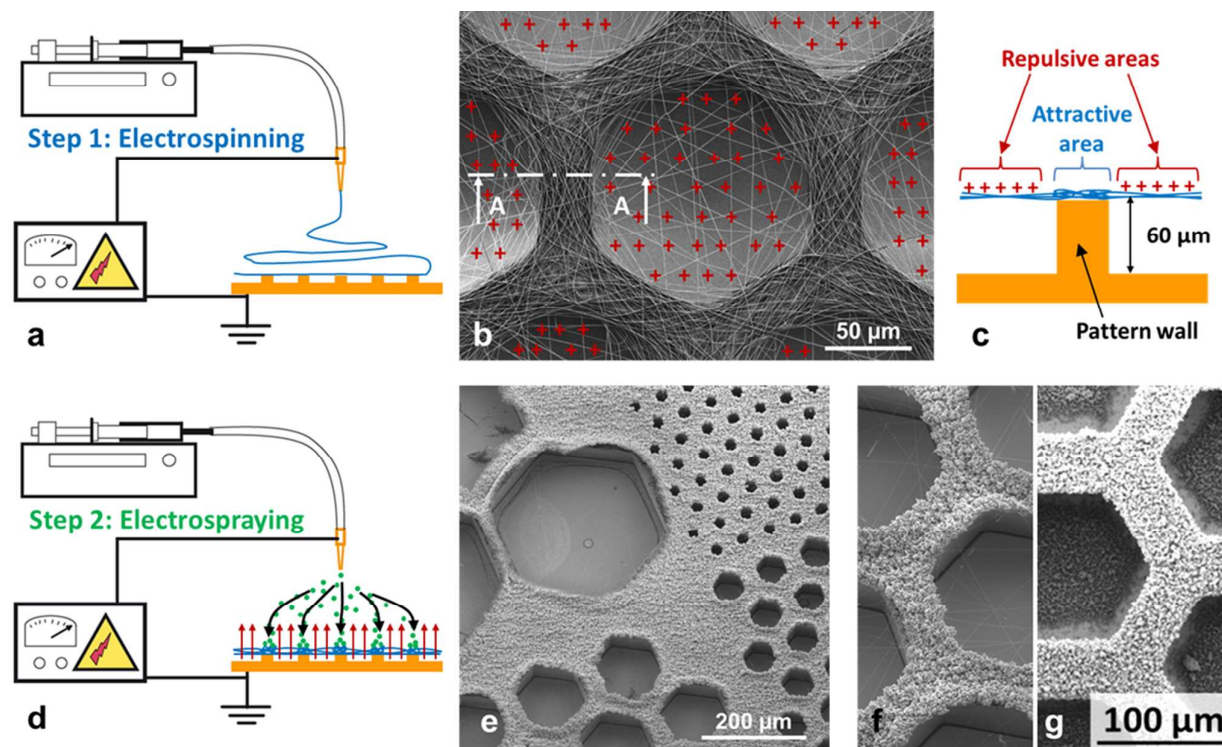 Step 1: Electrospinning
a
A
A
b
50 µm
Repulsive areas
Attractive
area
60 µm
Pattern wall
c
Step 2: Electrospraying
d
e
200 µm
f
g
100 µm